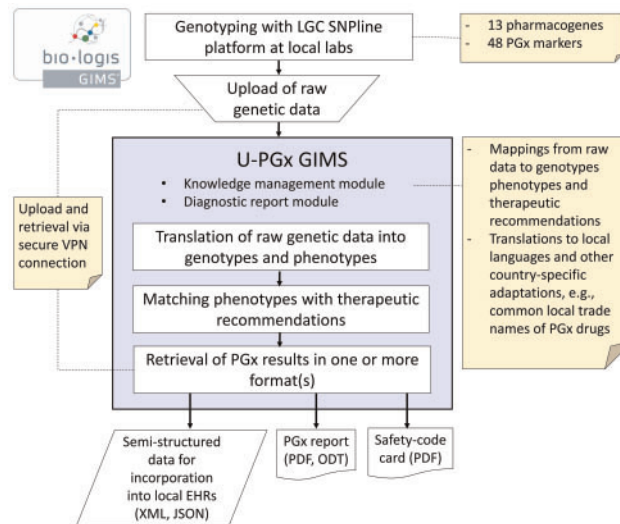 bio·logis
GIMS
Genotyping with LGC SNPline
platform at local labs
- 13 pharmacogenes
- 48 PGx markers
Upload of raw
genetic data
U-PGx GIMS
• Knowledge management module
• Diagnostic report module
Upload and
retrieval via
secure VPN
connection
Translation of raw genetic data into
genotypes and phenotypes
Matching phenotypes with therapeutic
recommendations
Retrieval of PGx results in one or more
format(s)
- Mappings from raw
data to genotypes
phenotypes and
therapeutic
recommendations
- Translations to local
languages and other
country-specific
adaptations, e.g.,
common local trade
names of PGx drugs
Semi-structured
data for
incorporation
into local EHRs
(XML, JSON)
PGx report
(PDF, ODT)
Safety-code
card (PDF)